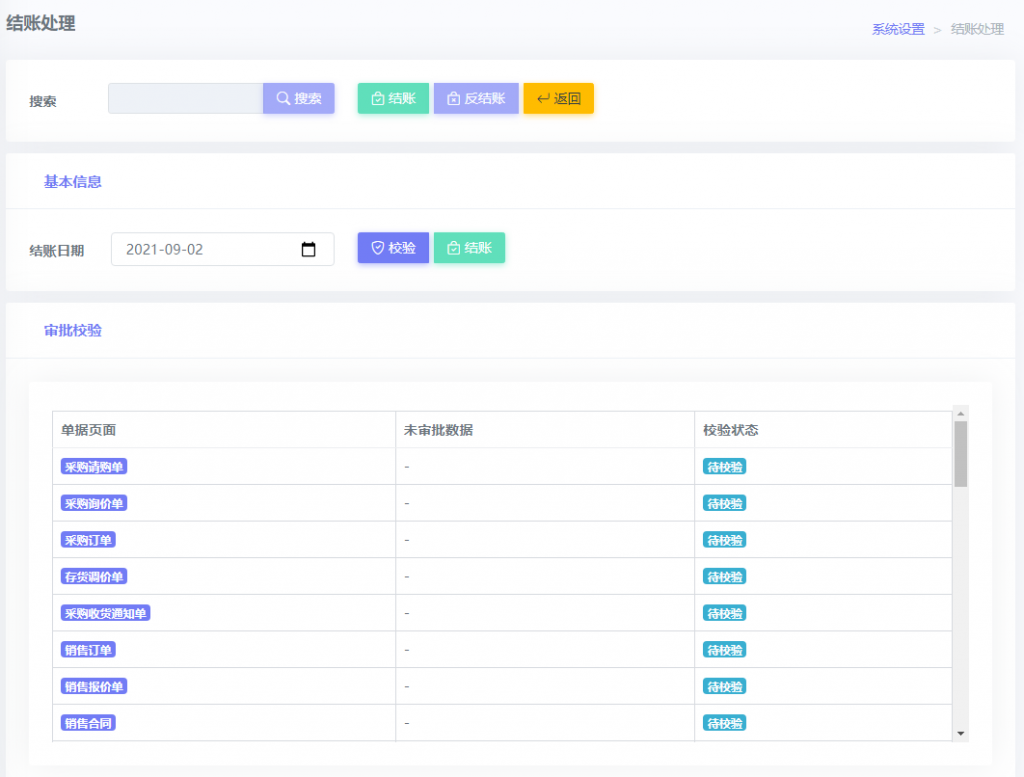 结账处理
系统设置 > 结账处理
搜索 搜索 结账 反结账 返回
基本信息
结账日期 2021-09-02 校验 结账
审批校验
单据页面 未审批数据 校验状态
采购请购单 - 待校验
采购询价单 - 待校验
采购订单 - 待校验
存货调价单 - 待校验
采购收货通知单 - 待校验
销售订单 - 待校验
销售报价单 - 待校验
销售合同 - 待校验